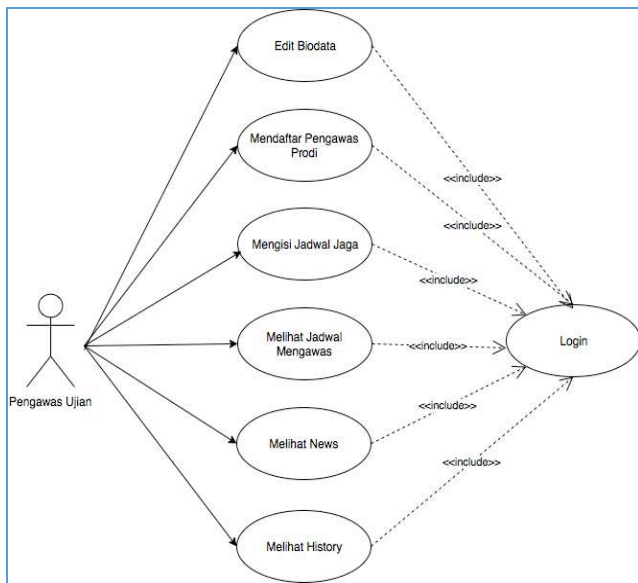 Edit Biodata
Mendaftar Pengawas
Prodi
<<include>>
<<include>>
Mengisi Jadwal Jaga
<<include>>
Melihat Jadwal
Mengawas
<<include>>
Login
Pengawas Ujian
<<include>>
Melihat News
<<include>>
Melihat History